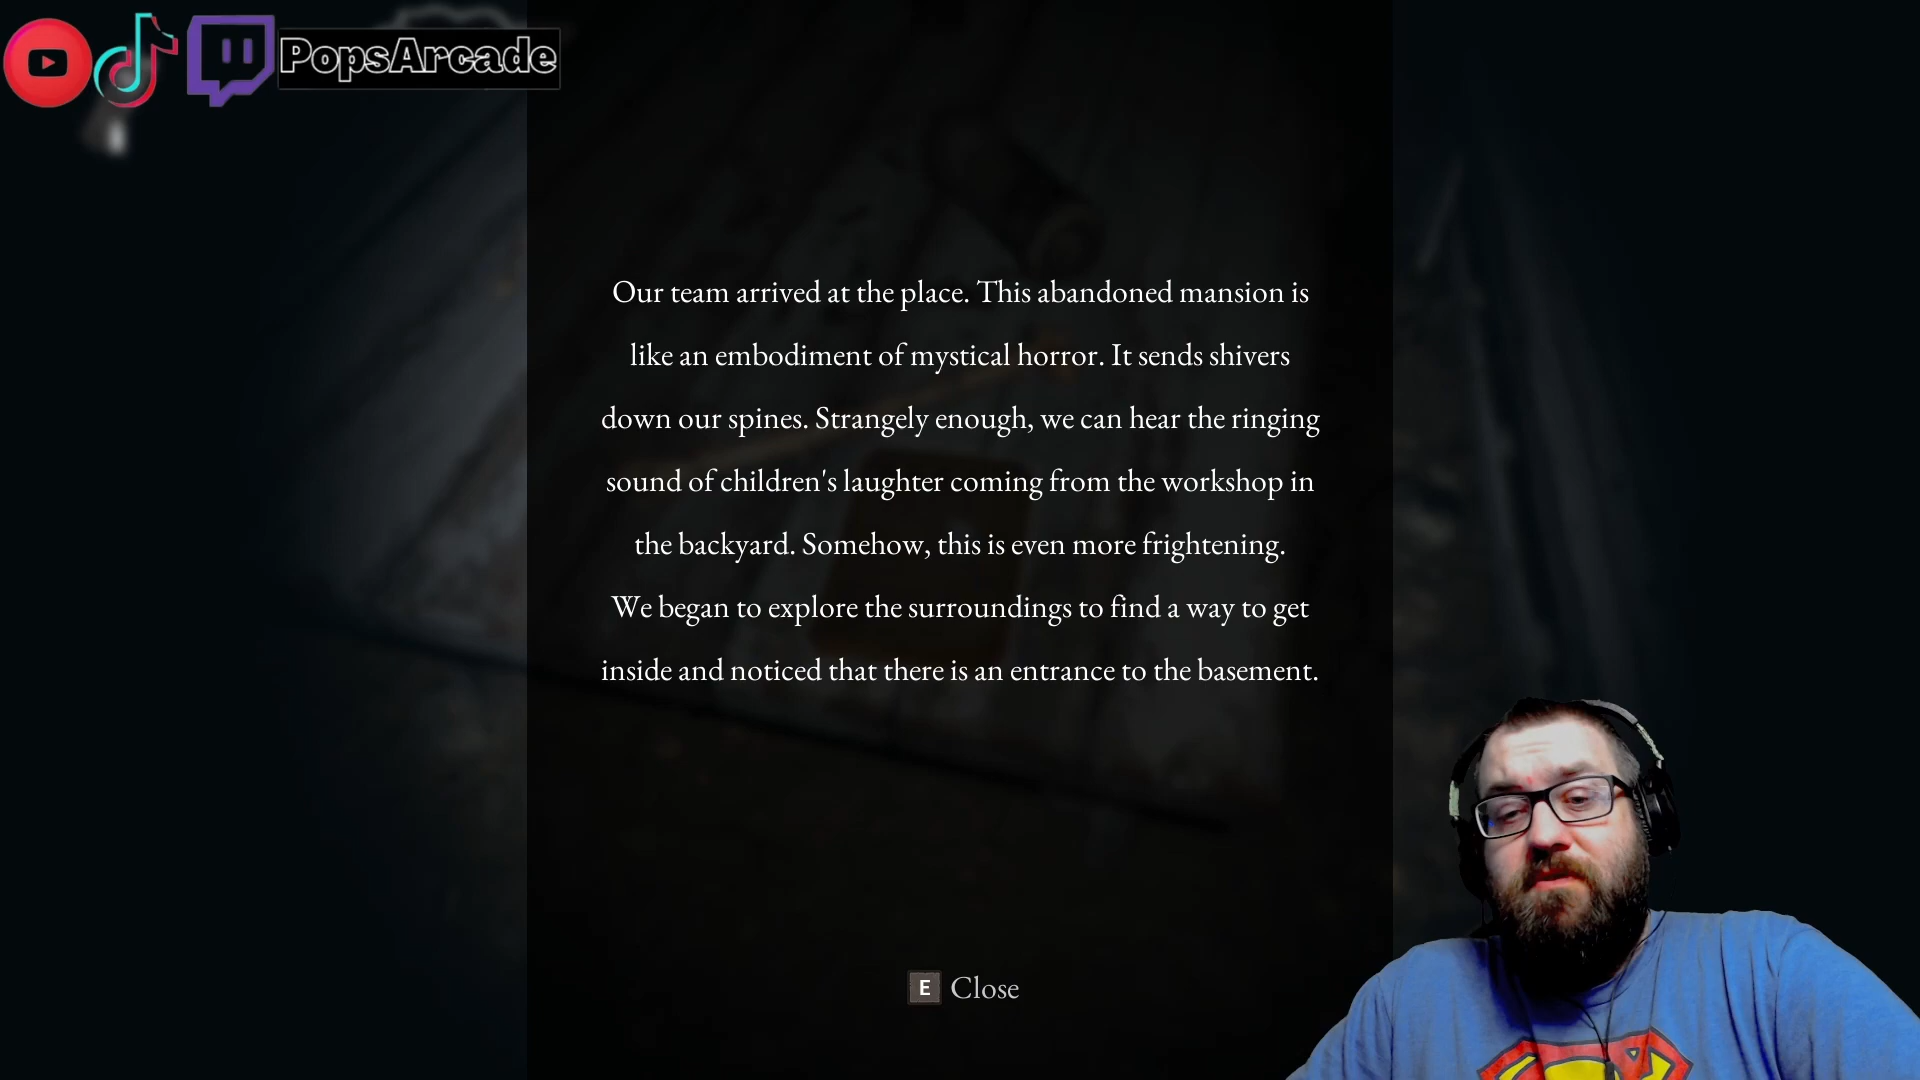 PopsArcade
Our team arrived at the place. This abandoned mansion is
like an embodiment of mystical horror. It sends shivers
down our spines. Strangely enough, we can hear the ringing
sound of children's laughter coming from the workshop in
the backyard. Somehow, this is even more frightening.
We began to explore the surroundings to find a way to get
inside and noticed that there is an entrance to the basement.
E Close